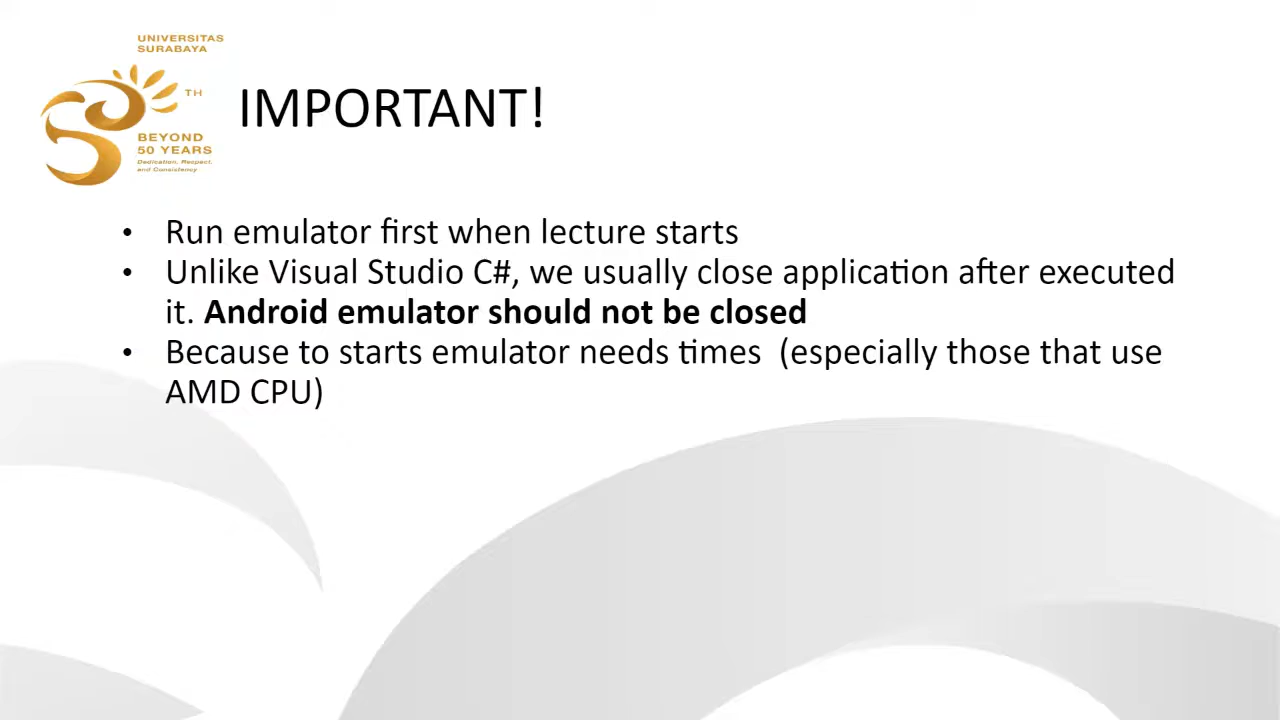 UNIVERSITAS
SURABAYA
TH
BEYOND
50 YEARS
Dedication, Respect,
and Consistency
IMPORTANT!
• Run emulator first when lecture starts
• Unlike Visual Studio C#, we usually close application after executed
it. Android emulator should not be closed
• Because to starts emulator needs times  (especially those that use
AMD CPU)